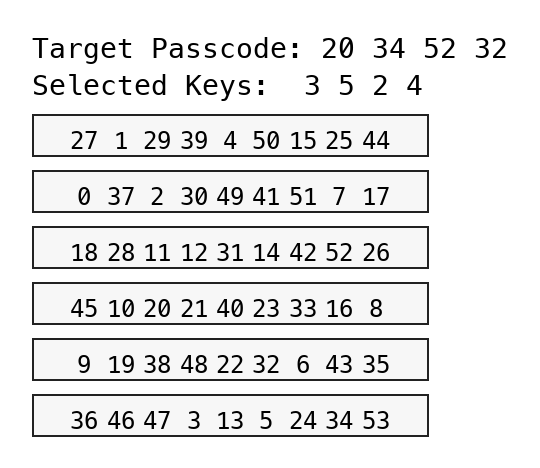 Target Passcode: 20 34 52 32
Selected Keys: 3 5 2 4
27 1 29 39 4 50 15 25 44
0 37 2 30 49 41 51 7 17
18 28 11 12 31 14 42 52 26
45 10 20 21 40 23 33 16 8
9 19 38 48 22 32 6 43 35
36 46 47 3 13 5 24 34 53